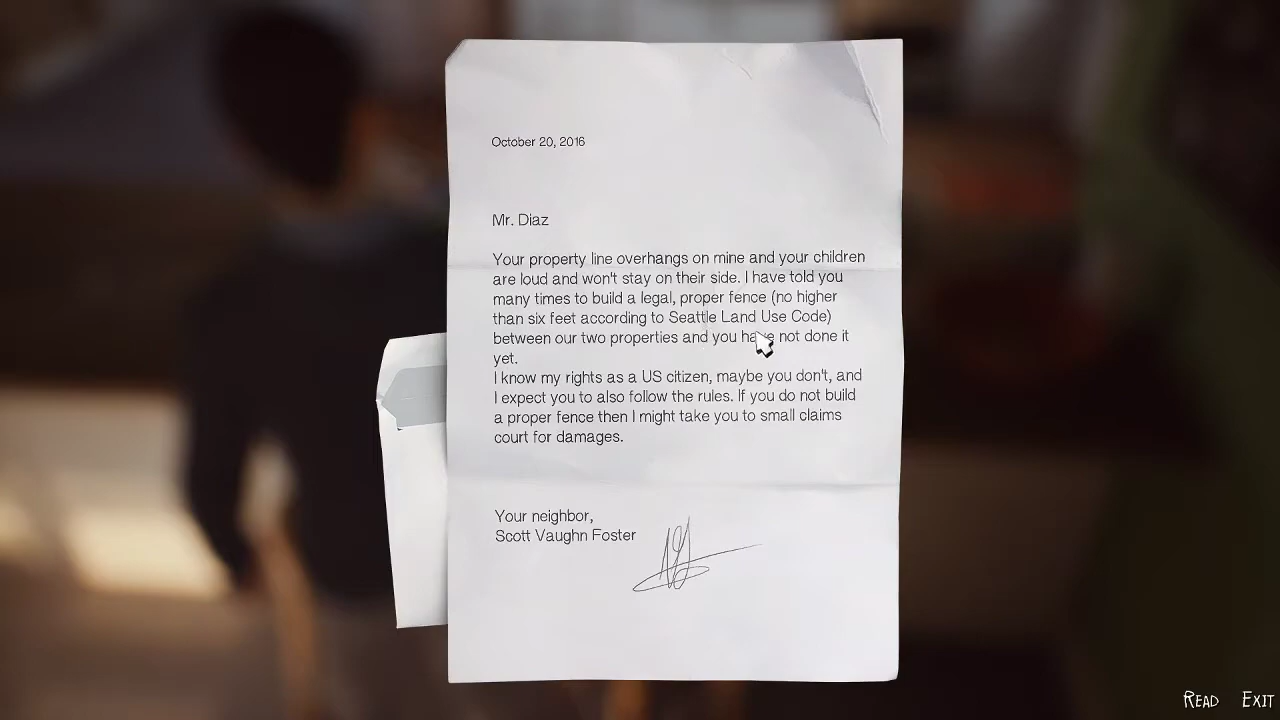 October 20, 2016
Mr. Diaz
Your property line overhangs on mine and your children
are loud and won't stay on their side. I have told you
many times to build a legal, proper fence (no higher
than six feet according to Seattle Land Use Code)
between our two properties and you have not done it
yet.
I know my rights as a US citizen, maybe you don't, and
I expect you to also follow the rules. If you do not build
a proper fence then I might take you to small claims
court for damages.
Your neighbor,
Scott Vaughn Foster
READ EXIT